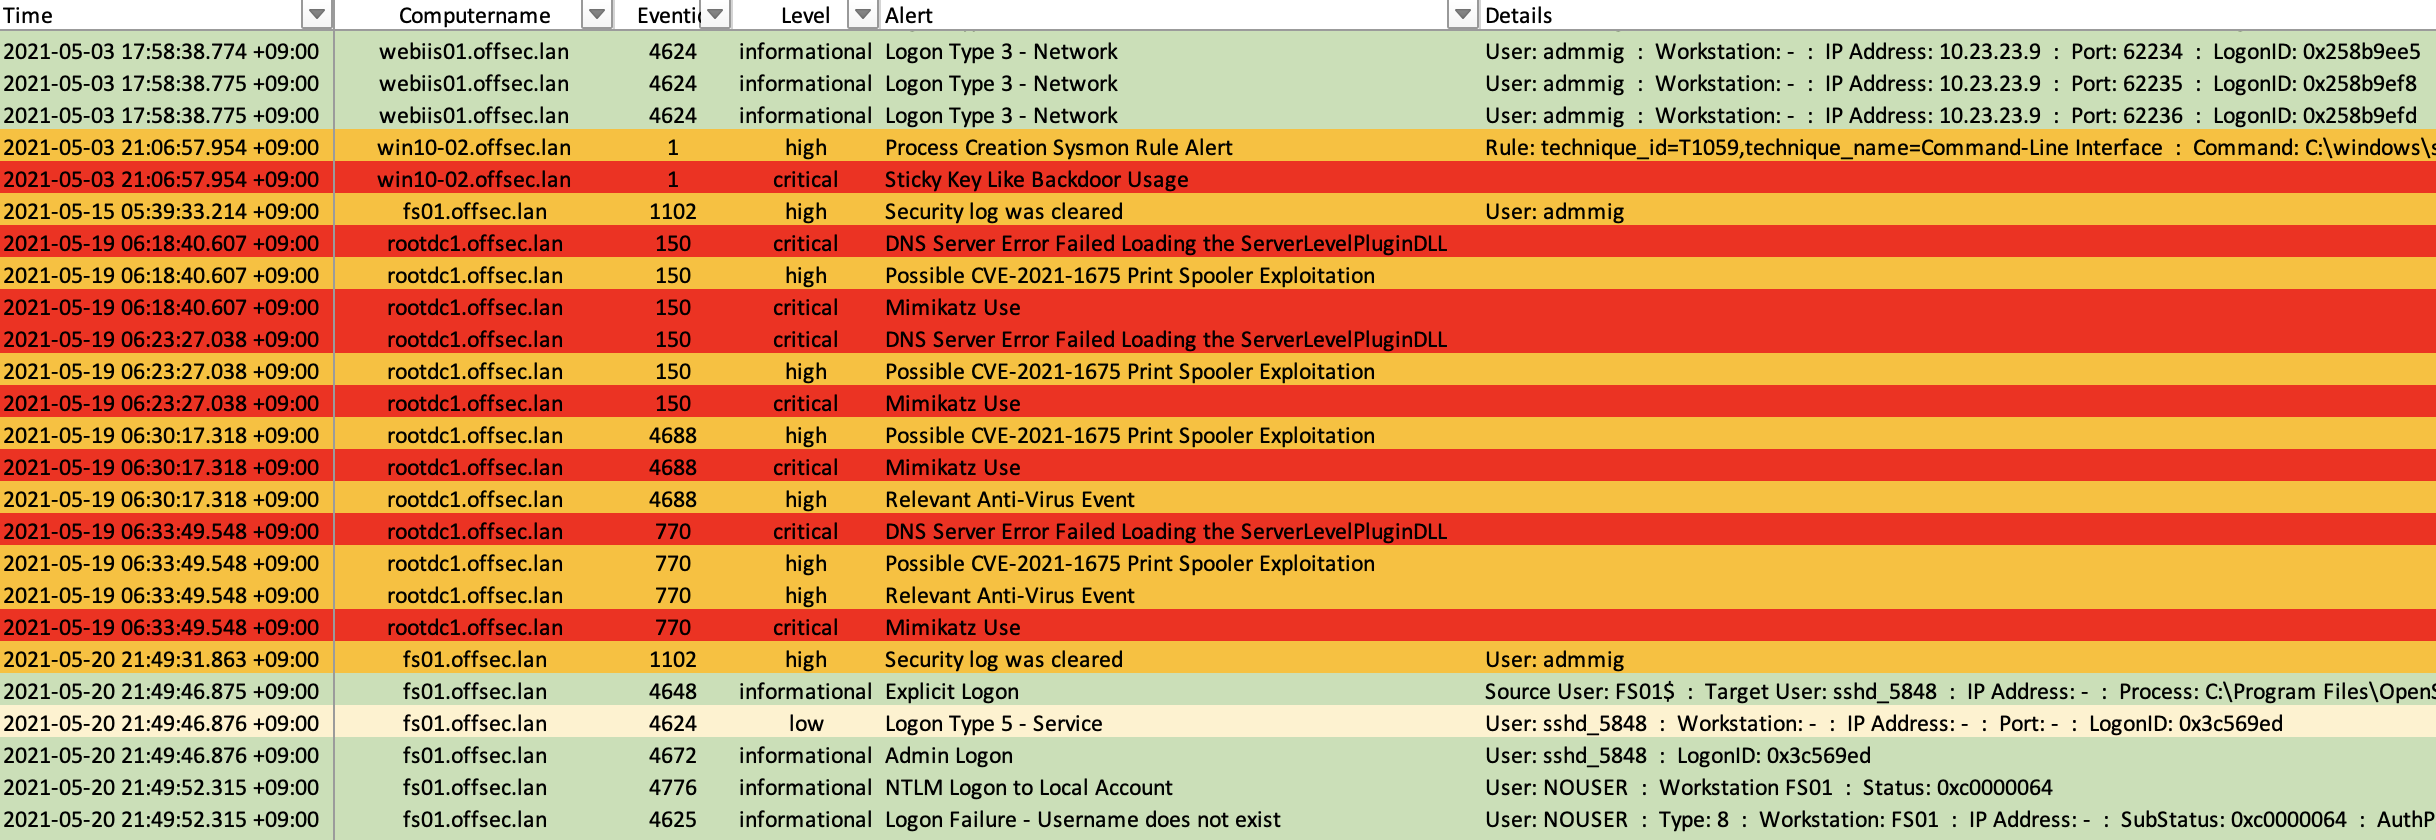 Time Computername Eventi Level Alert Details
2021-05-03 17:58:38.774 +09:00 webiis01.offsec.lan 4624 informational Logon Type 3 - Network User: admmig : Workstation: - : IP Address: 10.23.23.9 : Port: 62234 : LogonID: 0x258b9ee5
2021-05-03 17:58:38.775 +09:00 webiis01.offsec.lan 4624 informational Logon Type 3 - Network User: admmig : Workstation: - : IP Address: 10.23.23.9 : Port: 62235 : LogonID: 0x258b9ef8
2021-05-03 17:58:38.775 +09:00 webiis01.offsec.lan 4624 informational Logon Type 3 - Network User: admmig : Workstation: - : IP Address: 10.23.23.9 : Port: 62236 : LogonID: 0x258b9efd
2021-05-03 21:06:57.954 +09:00 win10-02.offsec.lan 1 high Process Creation Sysmon Rule Alert Rule: technique_id=T1059,technique_name=Command-Line Interface : Command: C:\windows\s
2021-05-03 21:06:57.954 +09:00 win10-02.offsec.lan 1 critical Sticky Key Like Backdoor Usage
2021-05-15 05:39:33.214 +09:00 fs01.offsec.lan 1102 high Security log was cleared User: admmig
2021-05-19 06:18:40.607 +09:00 rootdc1.offsec.lan 150 critical DNS Server Error Failed Loading the ServerLevelPluginDLL
2021-05-19 06:18:40.607 +09:00 rootdc1.offsec.lan 150 high Possible CVE-2021-1675 Print Spooler Exploitation
2021-05-19 06:18:40.607 +09:00 rootdc1.offsec.lan 150 critical Mimikatz Use
2021-05-19 06:23:27.038 +09:00 rootdc1.offsec.lan 150 critical DNS Server Error Failed Loading the ServerLevelPluginDLL
2021-05-19 06:23:27.038 +09:00 rootdc1.offsec.lan 150 high Possible CVE-2021-1675 Print Spooler Exploitation
2021-05-19 06:23:27.038 +09:00 rootdc1.offsec.lan 150 critical Mimikatz Use
2021-05-19 06:30:17.318 +09:00 rootdc1.offsec.lan 4688 high Possible CVE-2021-1675 Print Spooler Exploitation
2021-05-19 06:30:17.318 +09:00 rootdc1.offsec.lan 4688 critical Mimikatz Use
2021-05-19 06:30:17.318 +09:00 rootdc1.offsec.lan 4688 high Relevant Anti-Virus Event
2021-05-19 06:33:49.548 +09:00 rootdc1.offsec.lan 770 critical DNS Server Error Failed Loading the ServerLevelPluginDLL
2021-05-19 06:33:49.548 +09:00 rootdc1.offsec.lan 770 high Possible CVE-2021-1675 Print Spooler Exploitation
2021-05-19 06:33:49.548 +09:00 rootdc1.offsec.lan 770 high Relevant Anti-Virus Event
2021-05-19 06:33:49.548 +09:00 rootdc1.offsec.lan 770 critical Mimikatz Use
2021-05-20 21:49:31.863 +09:00 fs01.offsec.lan 1102 high Security log was cleared User: admmig
2021-05-20 21:49:46.875 +09:00 fs01.offsec.lan 4648 informational Explicit Logon Source User: FS01$ : Target User: sshd_5848 : IP Address: - : Process: C:\Program Files\OpenS
2021-05-20 21:49:46.876 +09:00 fs01.offsec.lan 4624 low Logon Type 5 - Service User: sshd_5848 : Workstation: - : IP Address: - : Port: - : LogonID: 0x3c569ed
2021-05-20 21:49:46.876 +09:00 fs01.offsec.lan 4672 informational Admin Logon User: sshd_5848 : LogonID: 0x3c569ed
2021-05-20 21:49:52.315 +09:00 fs01.offsec.lan 4776 informational NTLM Logon to Local Account User: NOUSER : Workstation FS01 : Status: 0xc0000064
2021-05-20 21:49:52.315 +09:00 fs01.offsec.lan 4625 informational Logon Failure - Username does not exist User: NOUSER : Type: 8 : Workstation: FS01 : IP Address: - : SubStatus: 0xc0000064 : AuthP